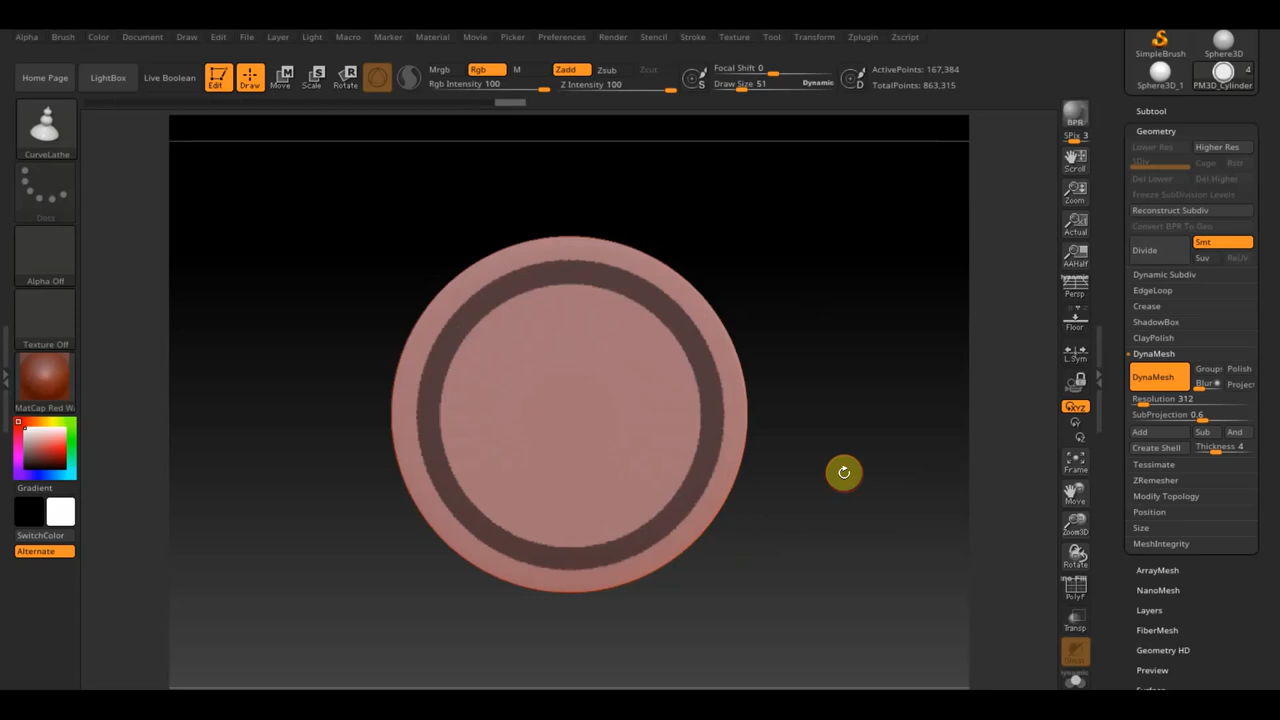 Alpha Brush Color Document Draw Edit File Layer Light Macro Marker Material Movie Picker Preferences Render Stencil Stroke Texture Tool Transform Zplugin Zscript
SimpleBrush Sphere3D
Home Page LightBox Live Boolean Edit Draw Move Scale Rotate
Mrgb Rgb M Zadd Zsub Zcut
Rgb Intensity 100 Z Intensity 100
S Focal Shift 0
Draw Size 51 Dynamic
D ActivePoints: 167,384
TotalPoints: 863,315
4
Sphere3D_1 PM3D_Cylinder
CurveLathe
Dots
Alpha Off
Texture Off
MatCap Red W
Gradient
SwitchColor
Alternate
BPR
SPix 3
Scroll
Zoom
Actual
AAHalf
Persp
Floor
L.Sym
XYZ
Frame
Move
Zoom3D
Rotate
PolyF
Transp
Subtool
Geometry
Lower Res Higher Res
SDiv Cage Rstr
Del Lower Del Higher
Freeze SubDivision Levels
Reconstruct Subdiv
Convert BPR To Geo
Divide Smt
Suv ReUV
Dynamic Subdiv
EdgeLoop
Crease
ShadowBox
ClayPolish
DynaMesh
DynaMesh Groups Polish
Blur Project
Resolution 312
SubProjection 0.6
Add Sub And
Create Shell Thickness 4
Tessimate
ZRemesher
Modify Topology
Position
Size
MeshIntegrity
ArrayMesh
NanoMesh
Layers
FiberMesh
Geometry HD
Preview